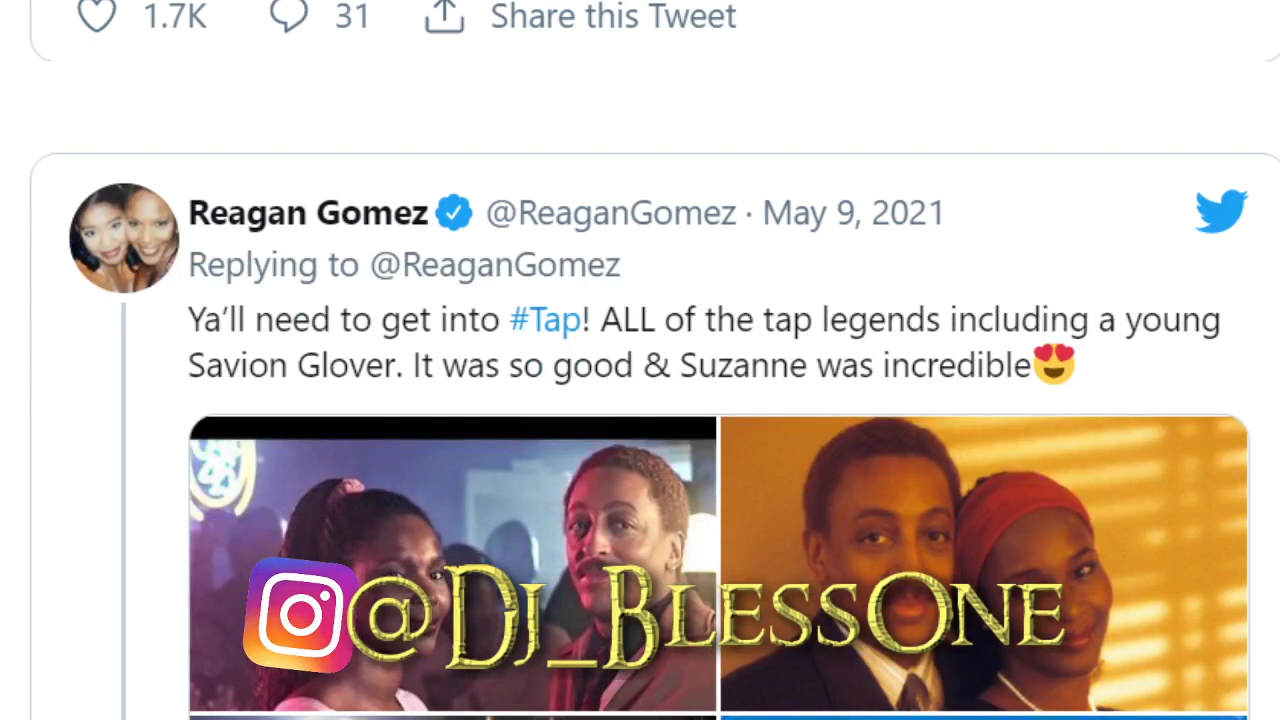 1.7K 31 Share this Tweet
Reagan Gomez @ReaganGomez · May 9, 2021
Replying to @ReaganGomez
Ya’ll need to get into #Tap! ALL of the tap legends including a young
Savion Glover. It was so good & Suzanne was incredible😍
@Dj_BlessOne